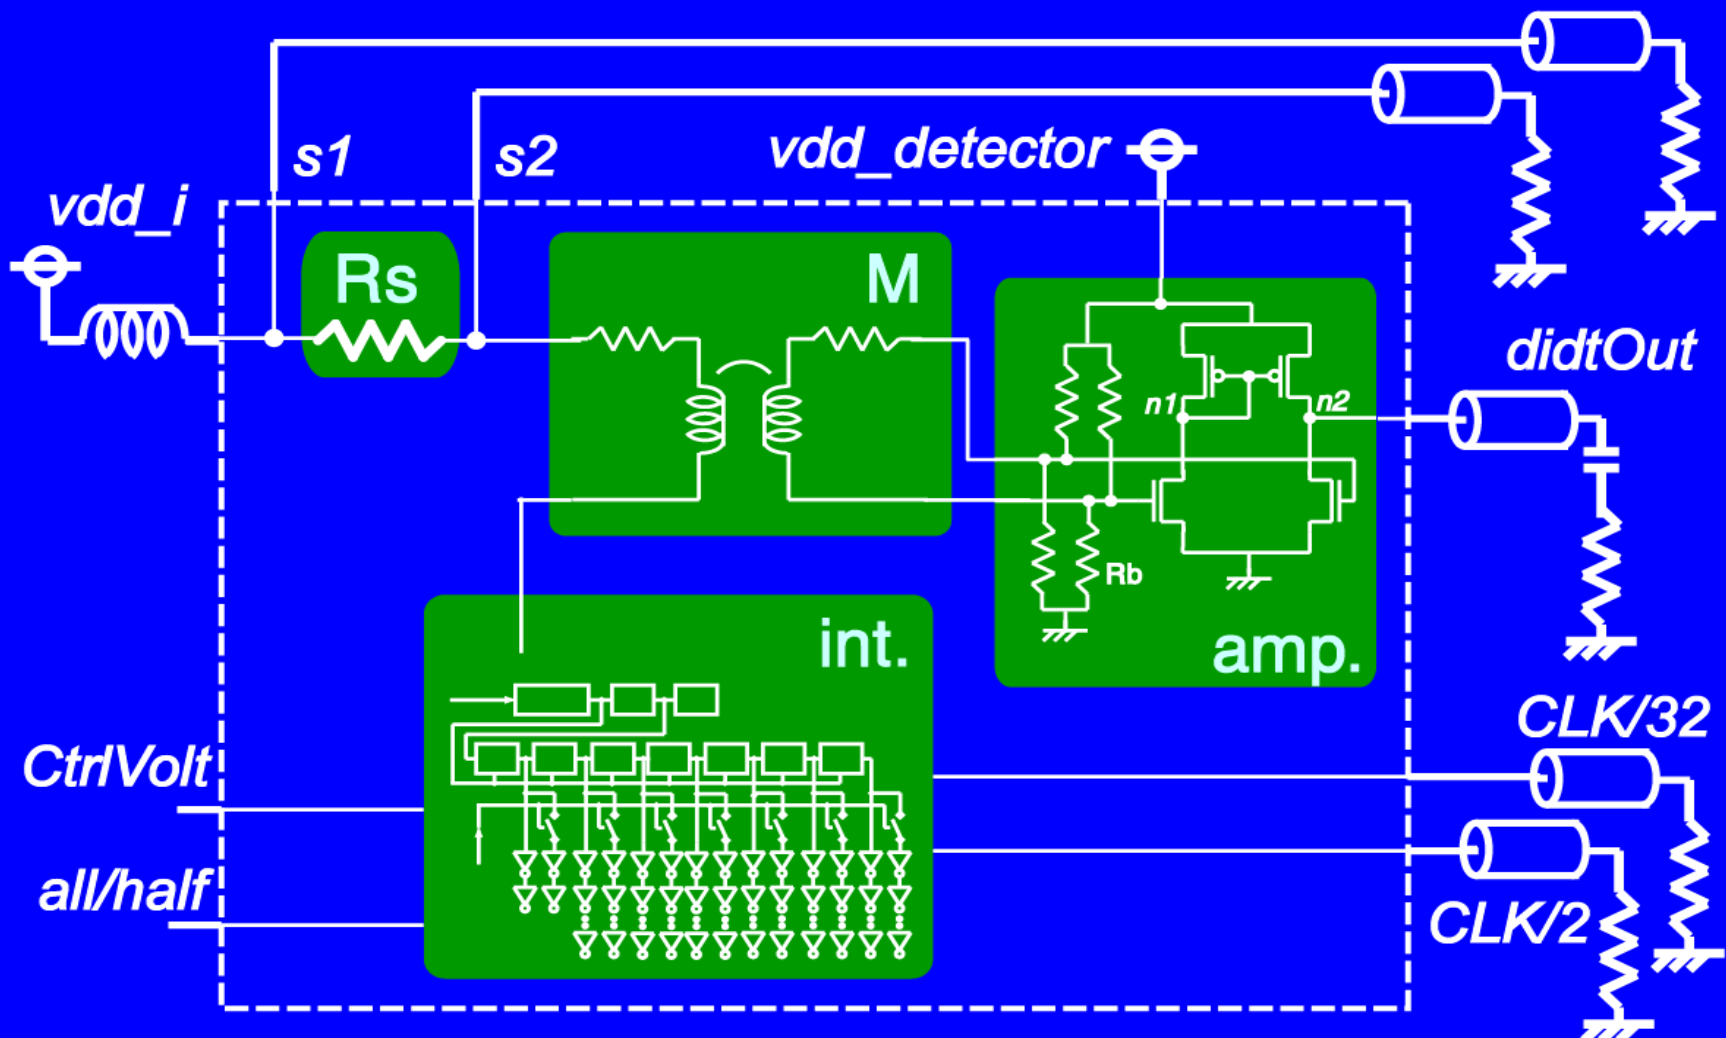 s1
s2
vdd_detector
vdd_i
Rs
M
didtOut
n1
n2
Rb
int.
amp.
CLK/32
CtrlVolt
all/half
CLK/2